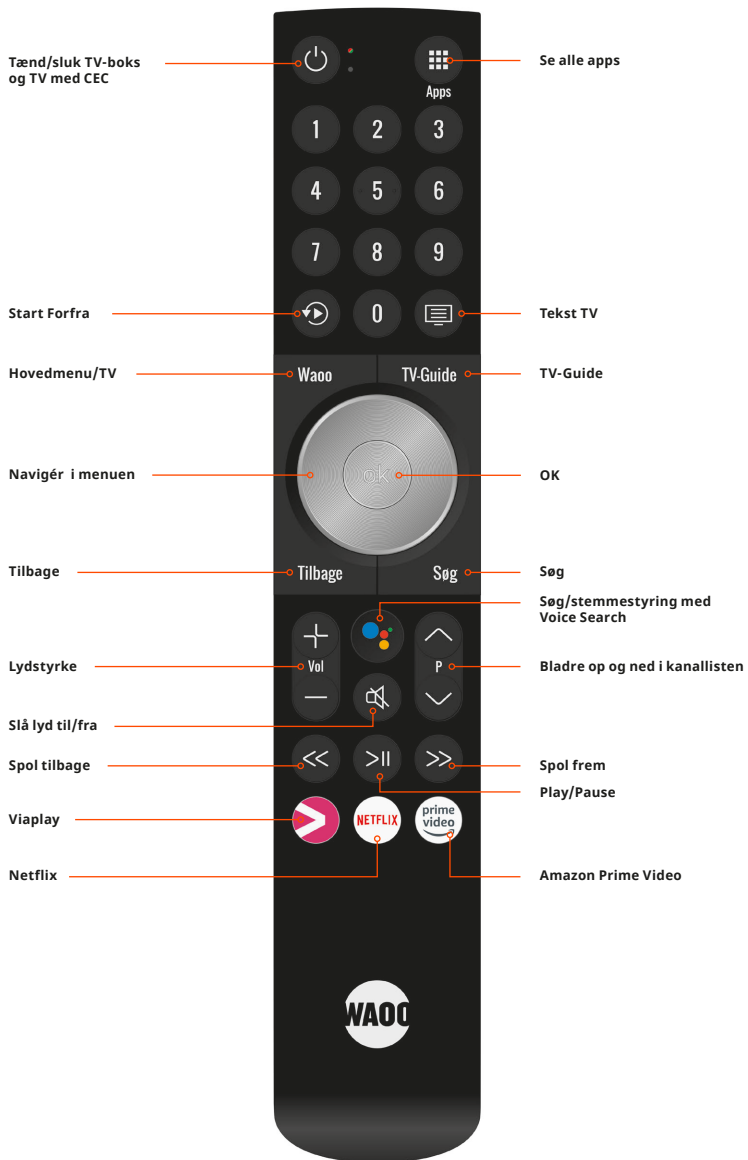 Tænd/sluk TV-boks
og TV med CEC
Se alle apps
Apps
1 2 3
4 5 6
7 8 9
Start Forfra
0
Tekst TV
Hovedmenu/TV
Waoo
TV-Guide
TV-Guide
Navigér i menuen
ok
OK
Tilbage
Tilbage
Søg
Søg
Søg/stemmestyring med
Voice Search
Lydstyrke
Vol
P
Bladre op og ned i kanallisten
Slå lyd til/fra
Spol tilbage
Spol frem
Play/Pause
Viaplay
NETFLIX
prime
video
Netflix
Amazon Prime Video
WAOO